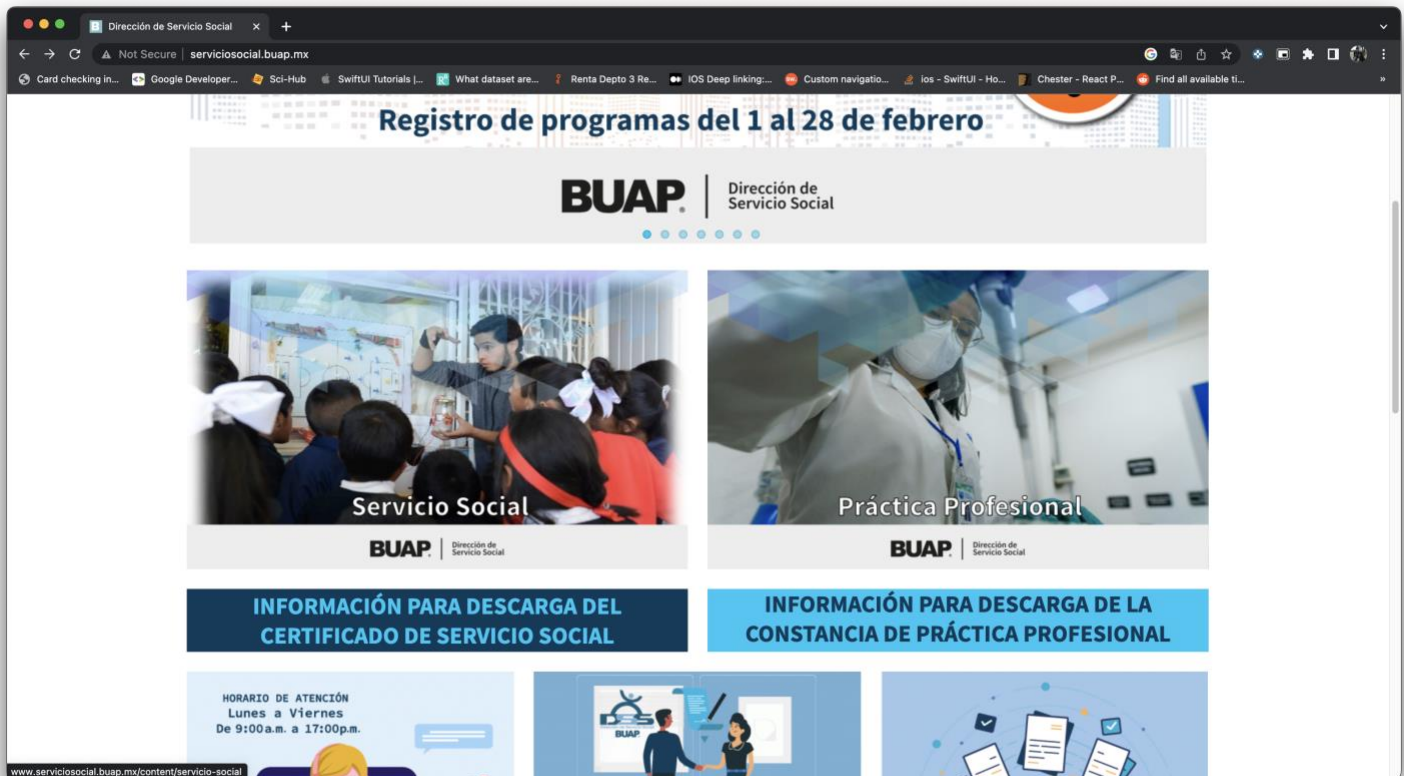 Dirección de Servicio Social
Not Secure | serviciosocial.buap.mx
Card checking in...
Google Developer...
Sci-Hub
SwiftUI Tutorials |...
What dataset are...
Renta Depto 3 Re...
IOS Deep linking:...
Custom navigatio...
ios - SwiftUI - Ho...
Chester - React P...
Find all available ti...
Registro de programas del 1 al 28 de febrero
BUAP
Dirección de
Servicio Social
Servicio Social
BUAP
Dirección de
Servicio Social
Práctica Profesional
BUAP
Dirección de
Servicio Social
INFORMACIÓN PARA DESCARGA DEL
CERTIFICADO DE SERVICIO SOCIAL
INFORMACIÓN PARA DESCARGA DE LA
CONSTANCIA DE PRÁCTICA PROFESIONAL
HORARIO DE ATENCIÓN
Lunes a Viernes
De 9:00a.m. a 17:00p.m.
DSS
BUAP
www.serviciosocial.buap.mx/content/servicio-social